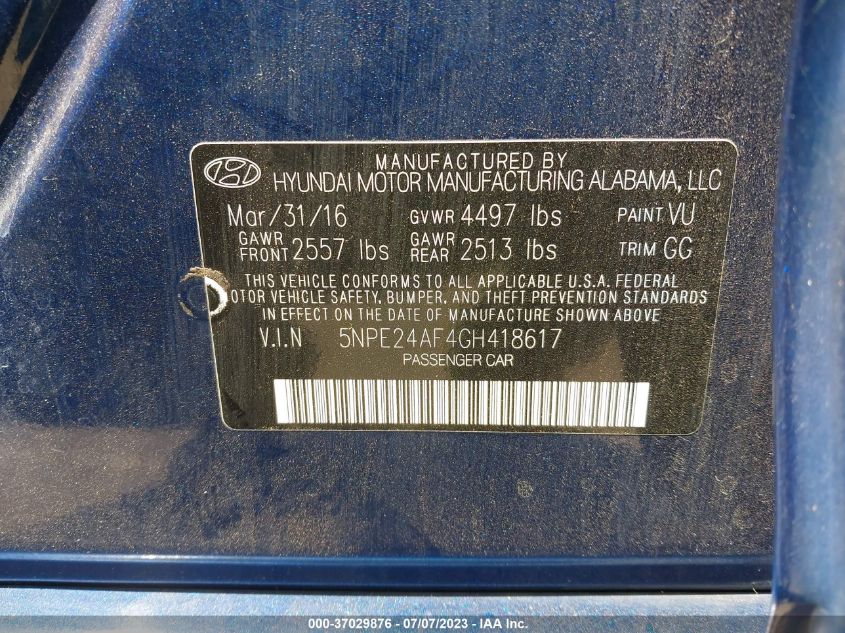 MANUFACTURED BY
HYUNDAI MOTOR MANUFACTURING ALABAMA, LLC
Mar/31/16 GVWR 4497 lbs PAINT VU
GAWR FRONT 2557 lbs GAWR REAR 2513 lbs TRIM GG
THIS VEHICLE CONFORMS TO ALL APPLICABLE U.S.A. FEDERAL
OTOR VEHICLE SAFETY, BUMPER, AND THEFT PREVENTION STANDARDS
IN EFFECT ON THE DATE OF MANUFACTURE SHOWN ABOVE
V.I.N 5NPE24AF4GH418617
PASSENGER CAR
000-37029876 - 07/07/2023 - IAA Inc.